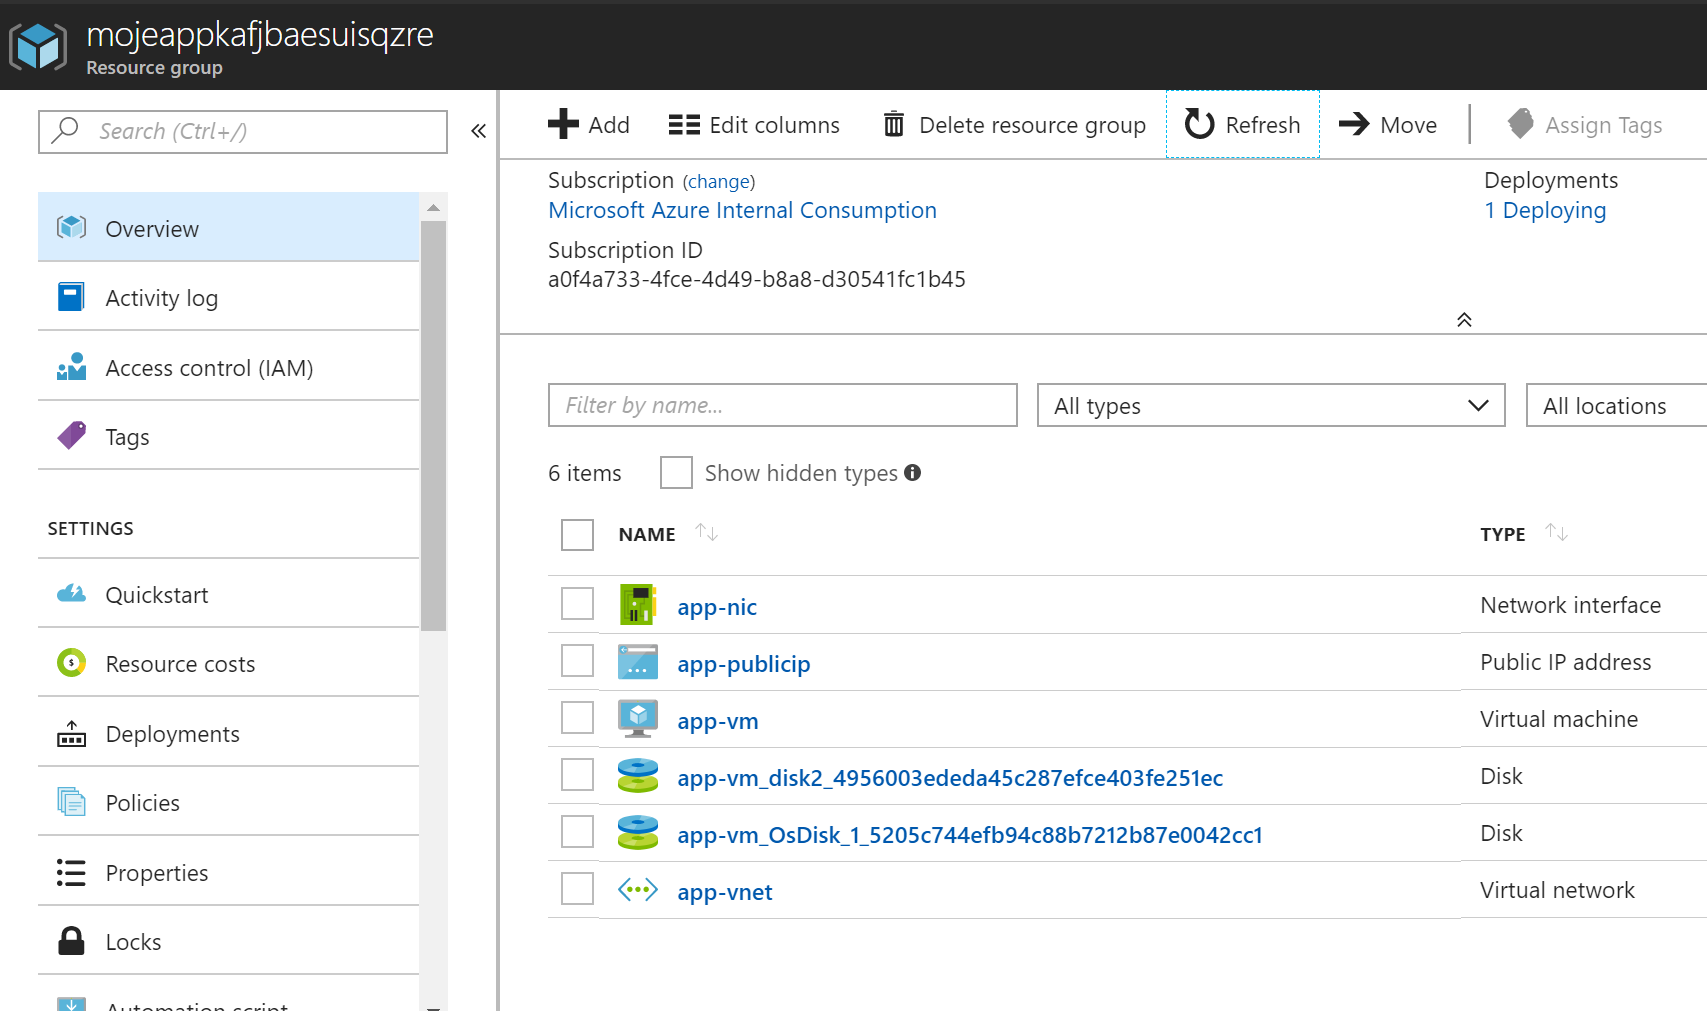 mojeappkafjbaesuisqzre
Resource group
Search (Ctrl+/)
Overview
Activity log
Access control (IAM)
Tags
SETTINGS
Quickstart
Resource costs
Deployments
Policies
Properties
Locks
Automation script
Add Edit columns Delete resource group Refresh Move Assign Tags
Subscription (change)
Microsoft Azure Internal Consumption
Subscription ID
a0f4a733-4fce-4d49-b8a8-d30541fc1b45
Deployments
1 Deploying
Filter by name... All types All locations
6 items Show hidden types
NAME TYPE
app-nic Network interface
app-publicip Public IP address
app-vm Virtual machine
app-vm_disk2_4956003ededa45c287efce403fe251ec Disk
app-vm_OsDisk_1_5205c744efb94c88b7212b87e0042cc1 Disk
app-vnet Virtual network